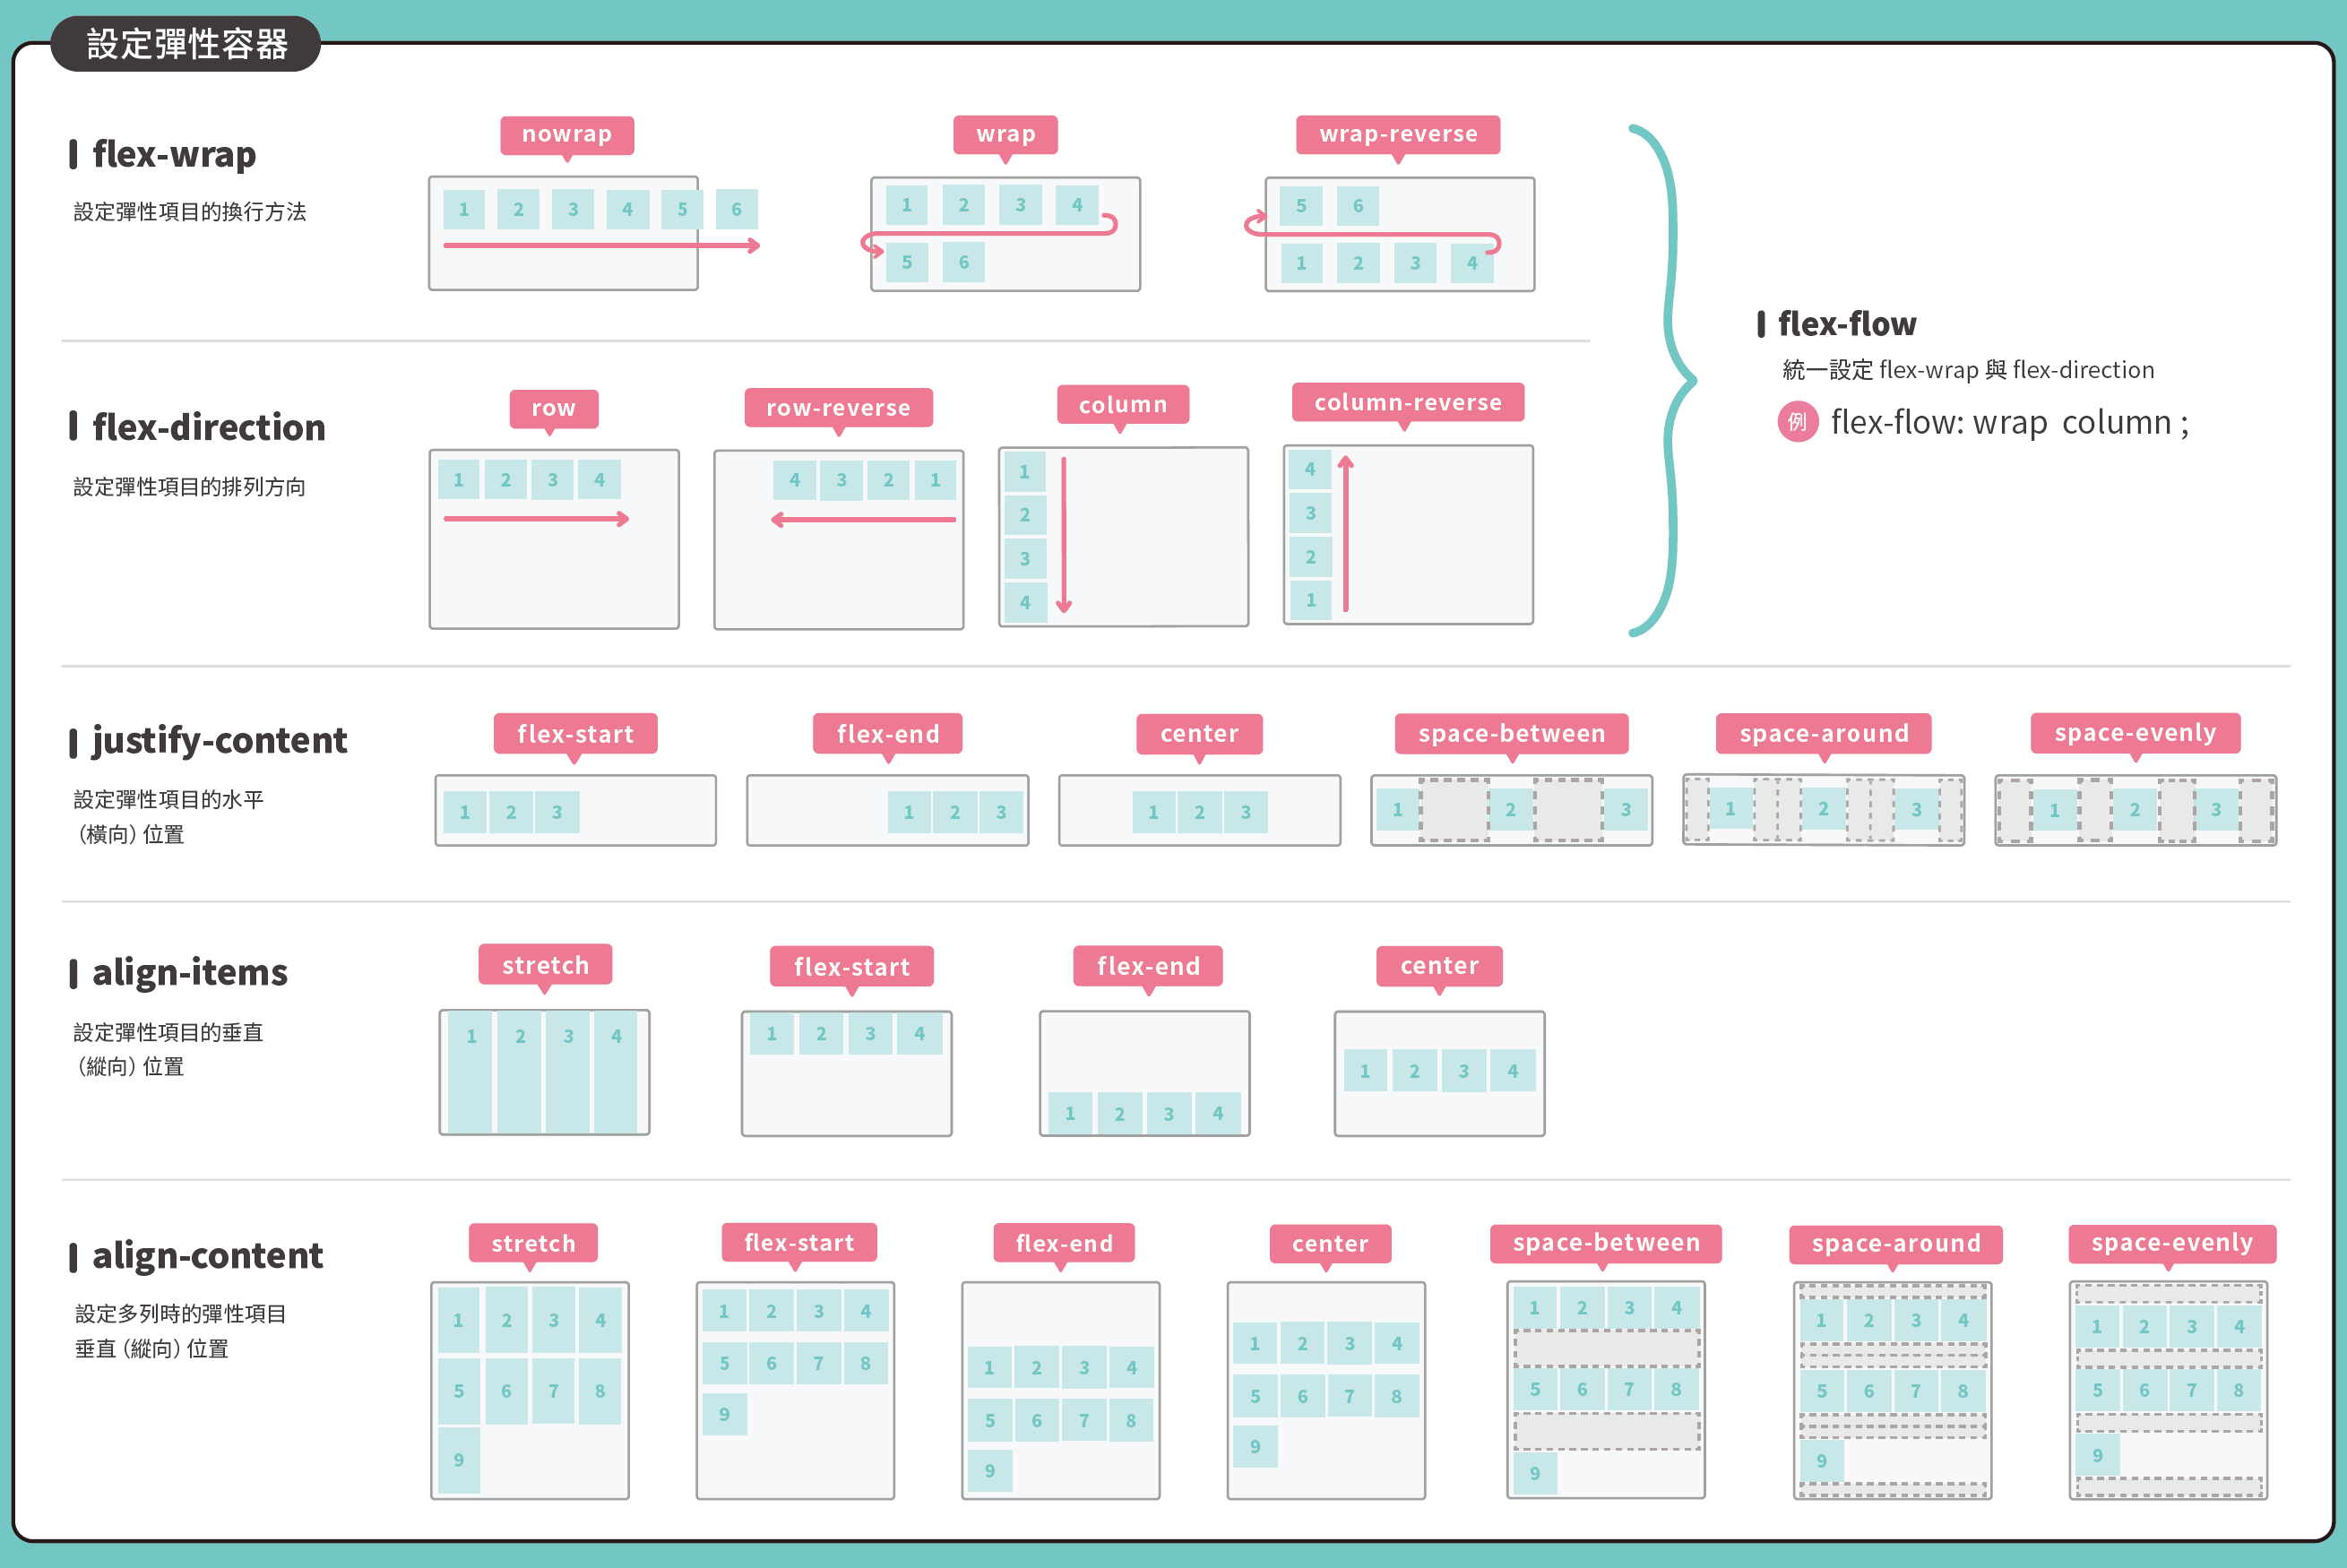 設定彈性容器
flex-wrap
設定彈性項目的換行方法
nowrap
1 2 3 4 5 6
wrap
1 2 3 4
5 6
wrap-reverse
5 6
1 2 3 4
flex-direction
設定彈性項目的排列方向
row
1 2 3 4
row-reverse
4 3 2 1
column
1
2
3
4
column-reverse
4
3
2
1
flex-flow
統一設定 flex-wrap 與 flex-direction
例 flex-flow: wrap column ;
justify-content
設定彈性項目的水平
（橫向）位置
flex-start
1 2 3
flex-end
1 2 3
center
1 2 3
space-between
1 2 3
space-around
1 2 3
space-evenly
1 2 3
align-items
設定彈性項目的垂直
（縱向）位置
stretch
1 2 3 4
flex-start
1 2 3 4
flex-end
1 2 3 4
center
1 2 3 4
align-content
設定多列時的彈性項目
垂直（縱向）位置
stretch
1 2 3 4
5 6 7 8
9
flex-start
1 2 3 4
5 6 7 8
9
flex-end
1 2 3 4
5 6 7 8
9
center
1 2 3 4
5 6 7 8
9
space-between
1 2 3 4
5 6 7 8
9
space-around
1 2 3 4
5 6 7 8
9
space-evenly
1 2 3 4
5 6 7 8
9